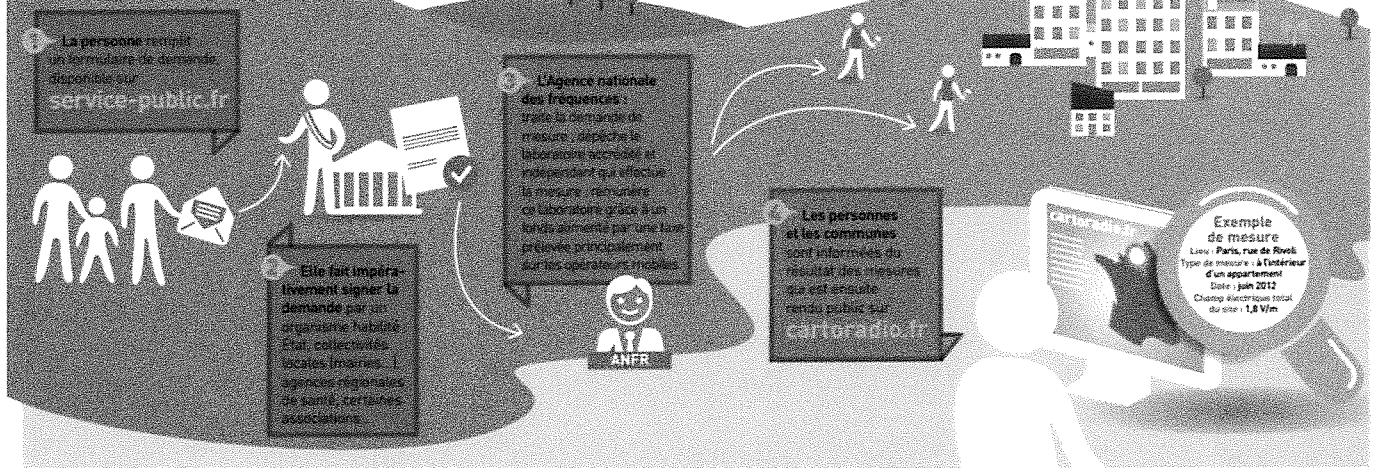 1 La personne remplit
un formulaire de demande
disponible sur
service-public.fr
2 Elle fait impéra-
tivement signer la
demande par un
organisme habilité
État, collectivités
locales (mairies...),
agences régionales
de santé, certaines
associations...
3 L'Agence nationale
des fréquences :
traite la demande de
mesure ; dépêche le
laboratoire accrédité et
indépendant qui effectue
la mesure ; rémunère
ce laboratoire grâce à un
fonds alimenté par une taxe
prélevée principalement
opérateurs mobiles
ANFR
4 Les personnes
et les communes
sont informées du
résultat des mesures
qui est ensuite
rendu public sur
cartoradio.fr
cartoradio.fr
Exemple
de mesure
Lieu : Paris, rue de Rivoli
Type de mesure : à l'intérieur
d'un appartement
Date : juin 2012
Champ électrique total
du site : 1,8 V/m